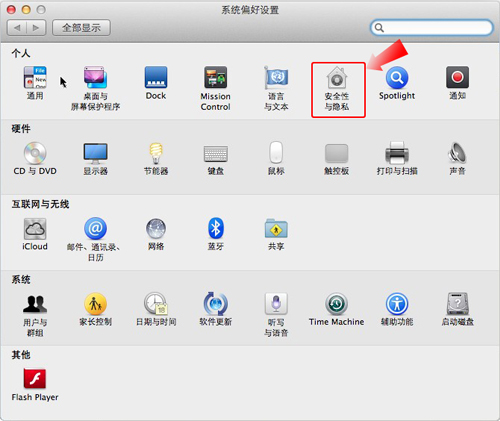 系统偏好设置
全部显示
个人
File
New
One
通用
桌面与
屏幕保护程序
Dock
Mission
Control
语言
与文本
安全性
与隐私
Spotlight
通知
硬件
CD 与 DVD
显示器
节能器
键盘
鼠标
触控板
打印与扫描
声音
互联网与无线
iCloud
邮件、通讯录、
日历
网络
蓝牙
共享
系统
用户与
群组
家长控制
日期与时间
18
软件更新
听写
与语音
Time Machine
辅助功能
启动磁盘
其他
Flash Player